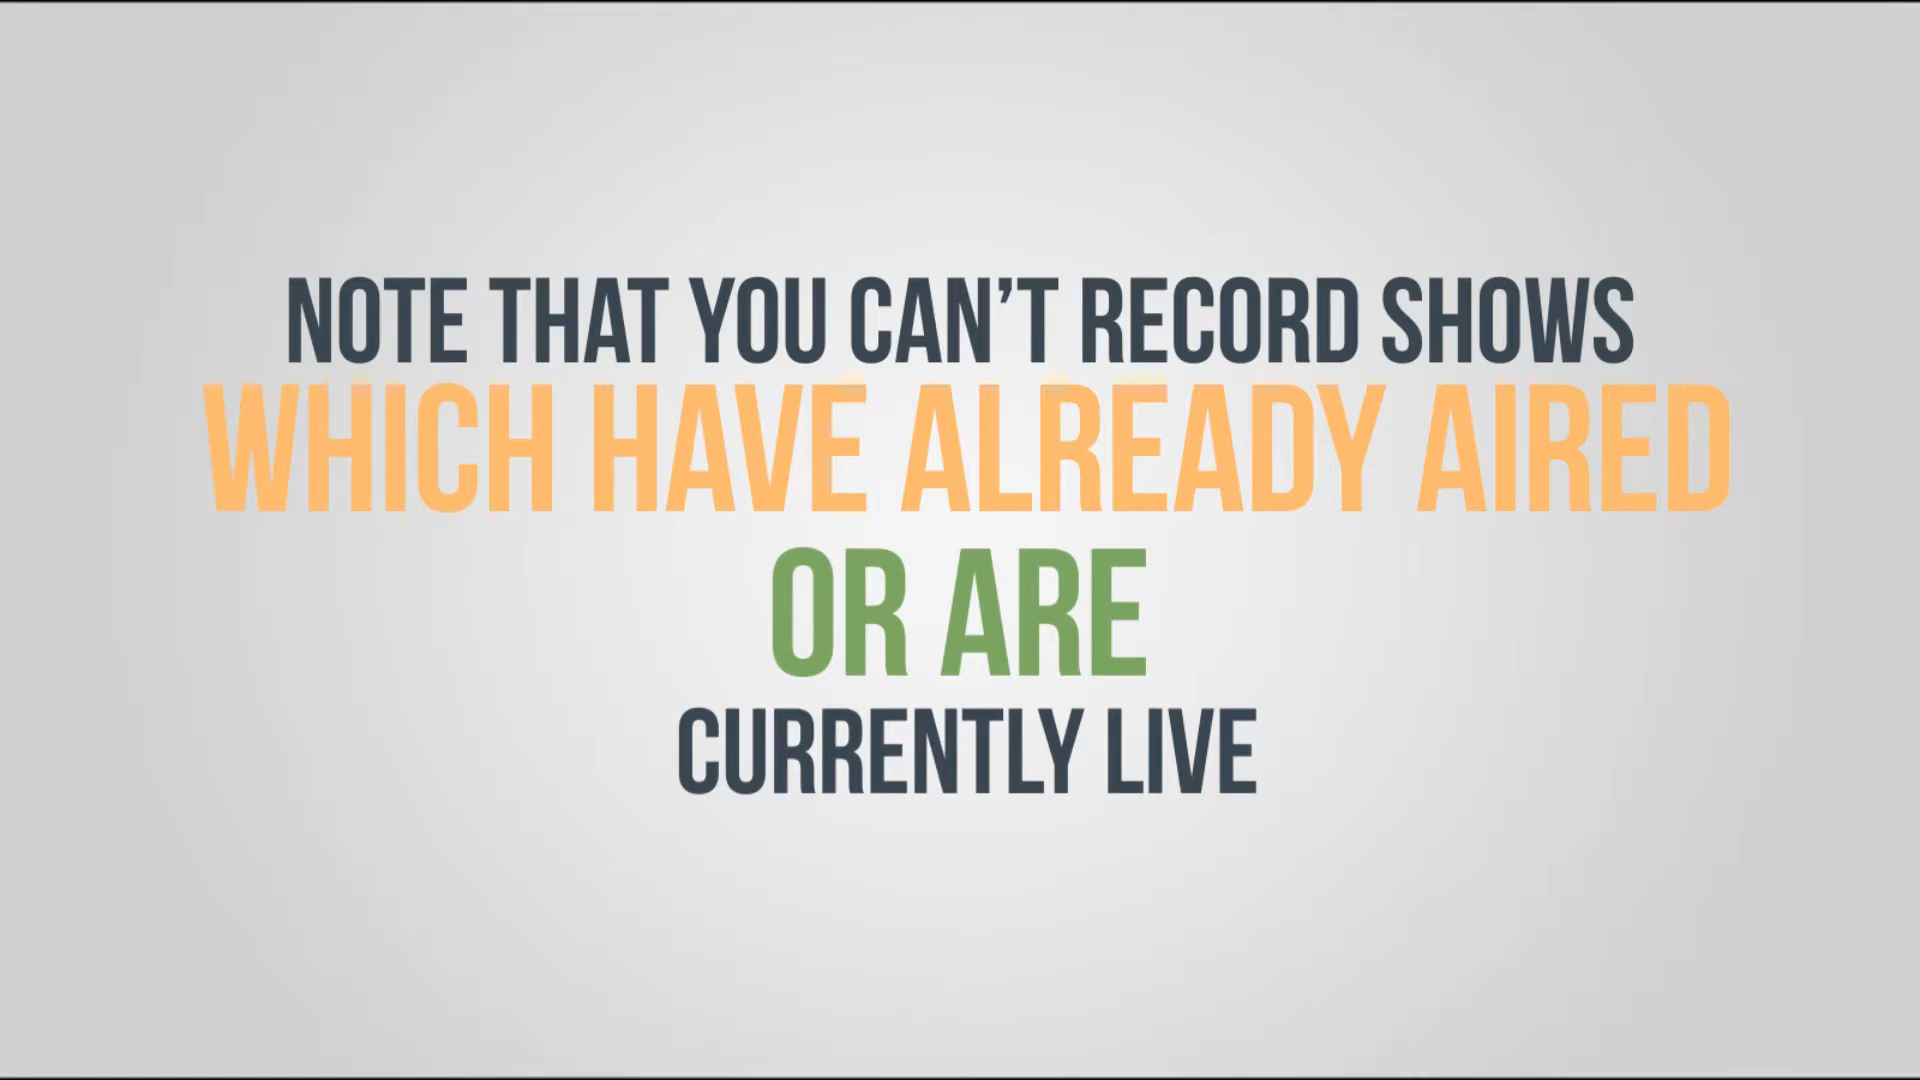 NOTE THAT YOU CAN'T RECORD SHOWS
WHICH HAVE ALREADY AIRED
OR ARE
CURRENTLY LIVE